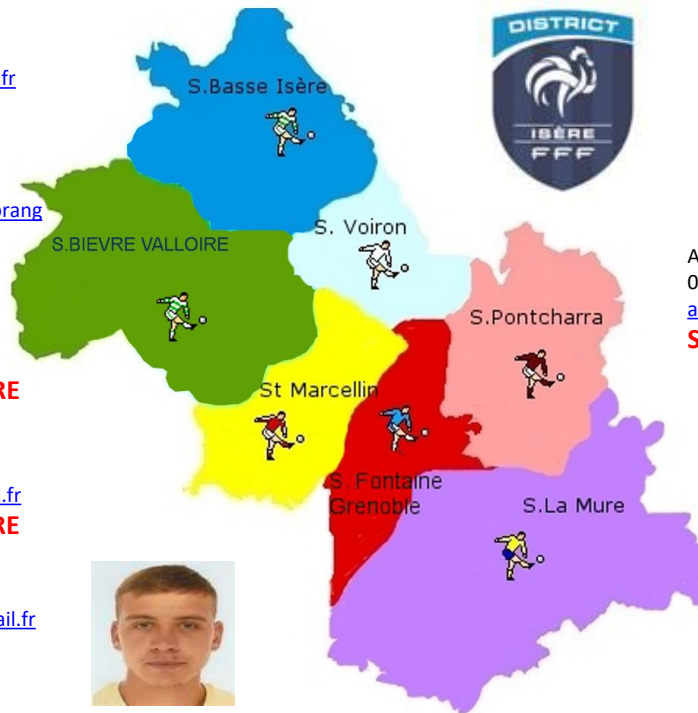 DISTRICT
ISÈRE
FFF
.fr
S.Basse Isère
orang
S. Voiron
S.BIEVRE VALLOIRE
A
0
a
S.Pontcharra
S
RE
St Marcellin
S. Fontaine
Grenoble
.fr
S.La Mure
RE
ail.fr